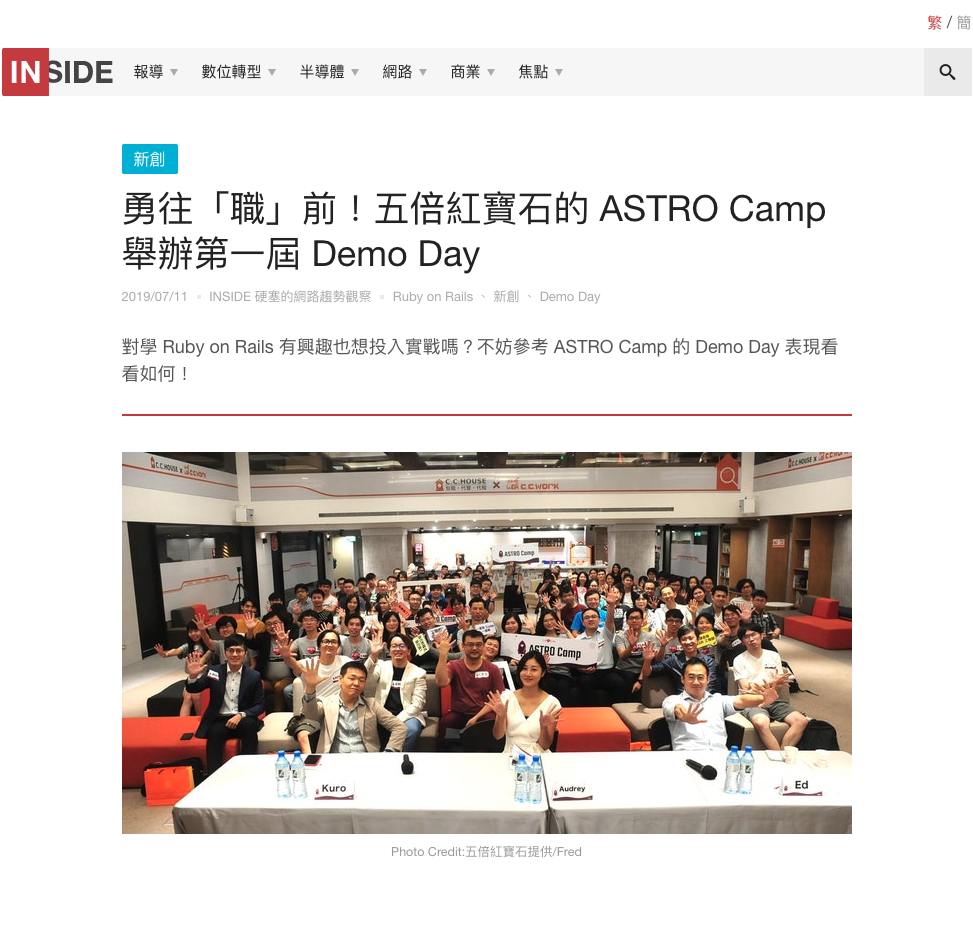 繁 / 簡
INSIDE 報導 數位轉型 半導體 網路 商業 焦點
新創
勇往「職」前！五倍紅寶石的 ASTRO Camp
舉辦第一屆 Demo Day
2019/07/11 INSIDE 硬塞的網路趨勢觀察 Ruby on Rails 、 新創 、 Demo Day
對學 Ruby on Rails 有興趣也想投入實戰嗎？不妨參考 ASTRO Camp 的 Demo Day 表現看
看如何！
C.C.HOUSE x c.c.work
C.C.HOUSE × c.c.work
C.C.HOUSE x
ASTRO Camp
Camp
ASTRO Camp
Kuro
Audrey
Ed
Photo Credit:五倍紅寶石提供/Fred